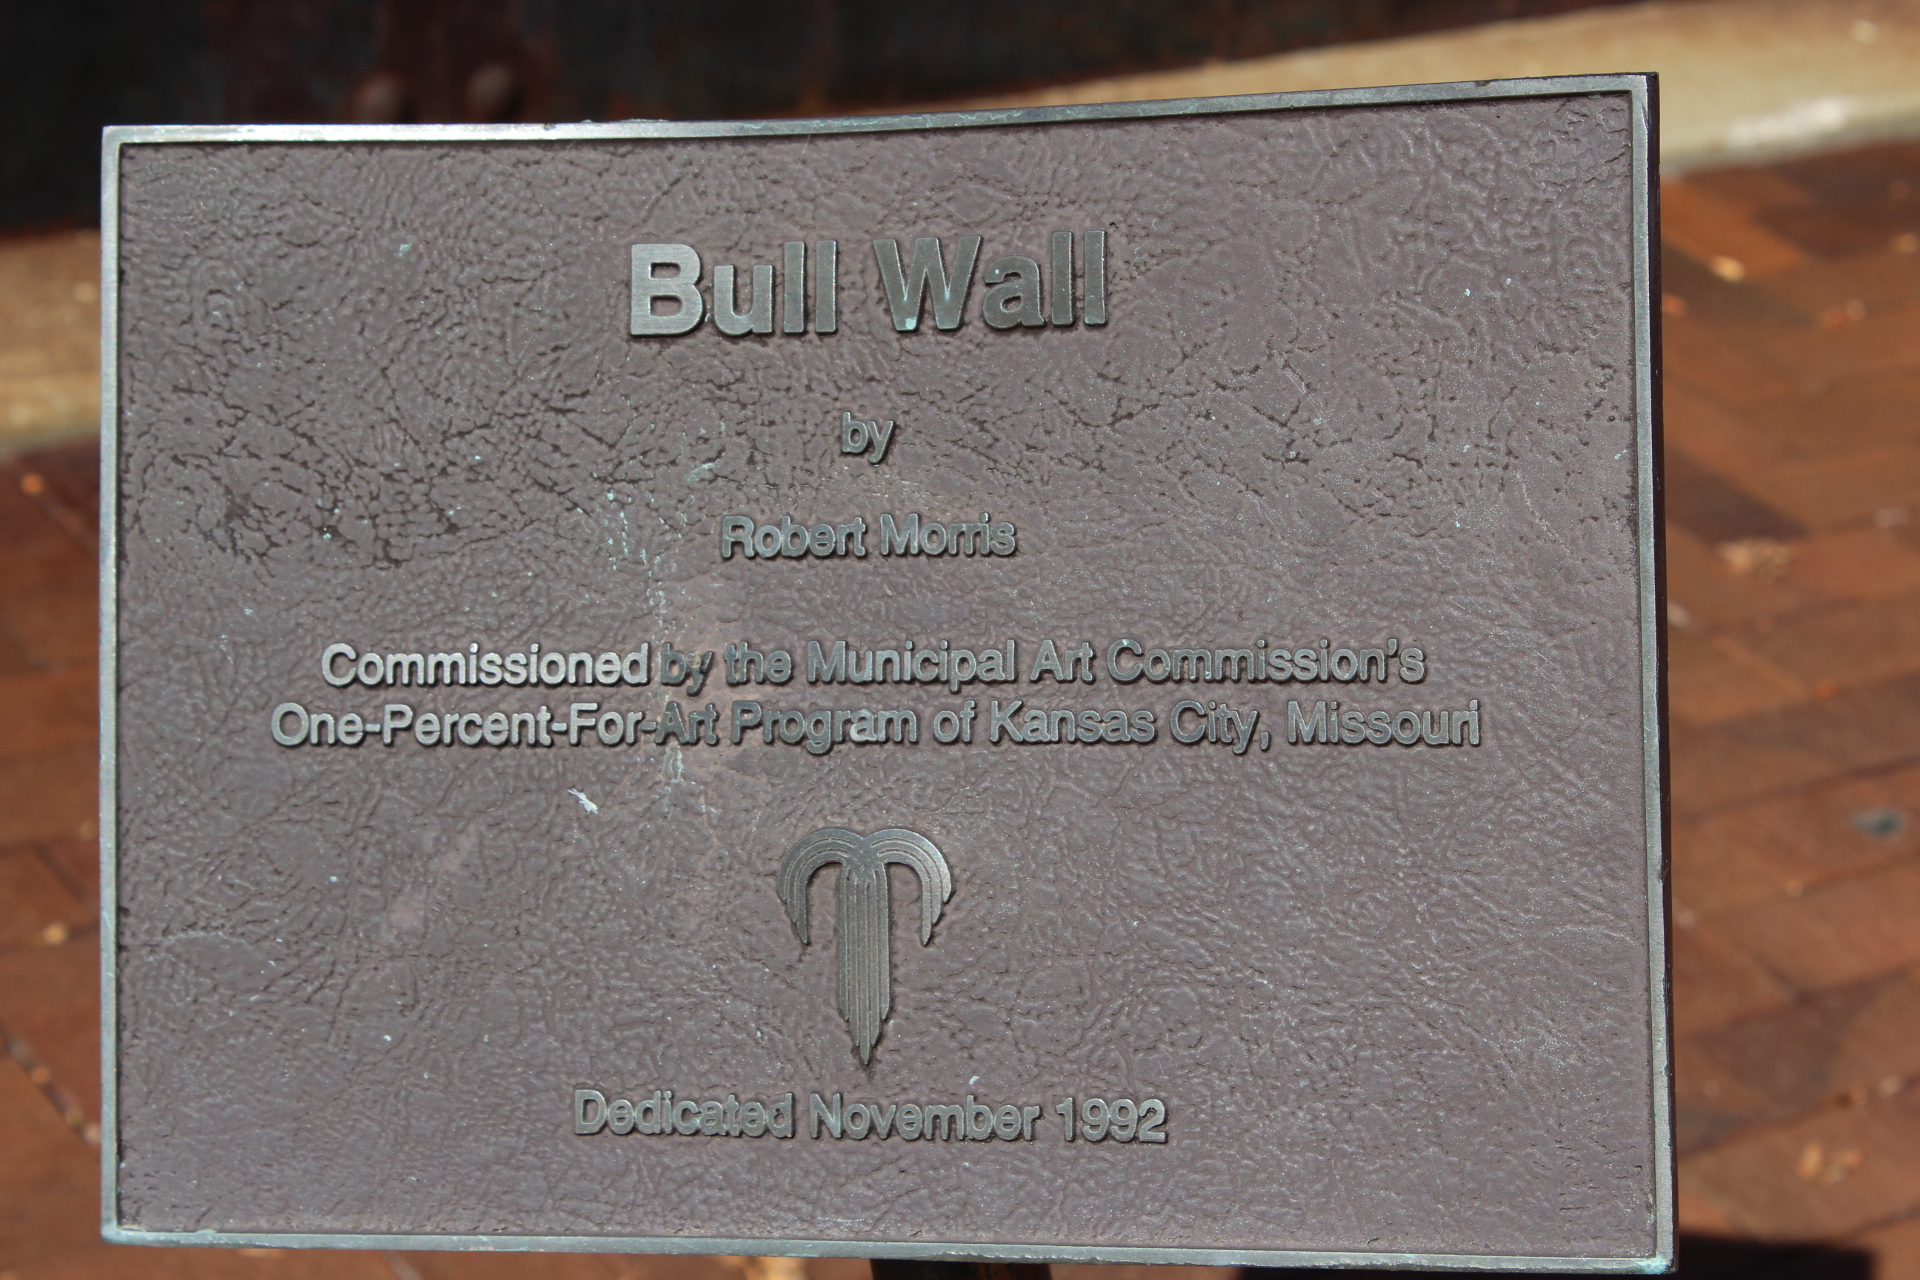 Bull Wall
by
Robert Morris
Commissioned by the Municipal Art Commission's
One-Percent-For-Art Program of Kansas City, Missouri
Dedicated November 1992